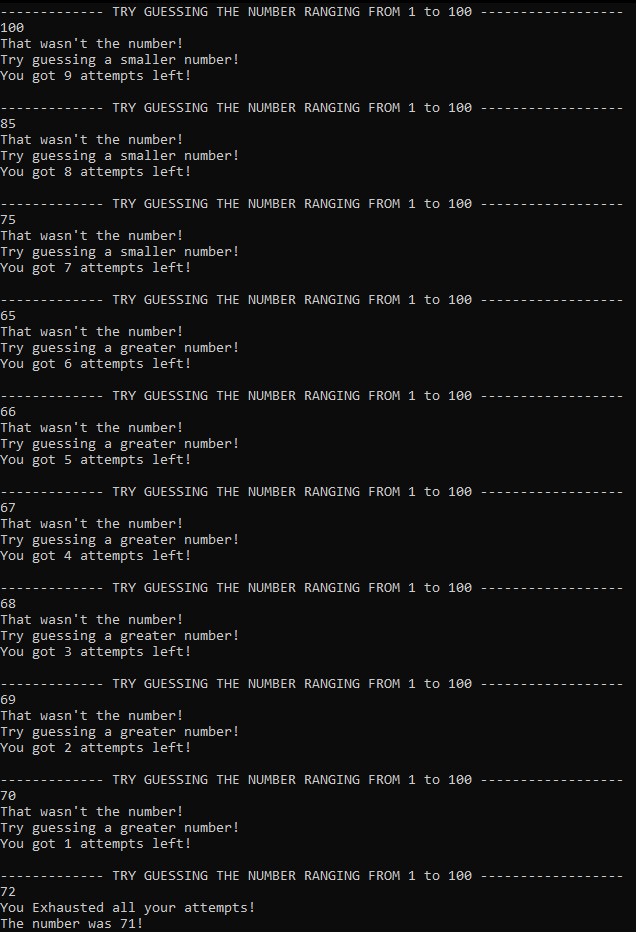 ------------- TRY GUESSING THE NUMBER RANGING FROM 1 to 100 ------------------
100
That wasn't the number!
Try guessing a smaller number!
You got 9 attempts left!

------------- TRY GUESSING THE NUMBER RANGING FROM 1 to 100 ------------------
85
That wasn't the number!
Try guessing a smaller number!
You got 8 attempts left!

------------- TRY GUESSING THE NUMBER RANGING FROM 1 to 100 ------------------
75
That wasn't the number!
Try guessing a smaller number!
You got 7 attempts left!

------------- TRY GUESSING THE NUMBER RANGING FROM 1 to 100 ------------------
65
That wasn't the number!
Try guessing a greater number!
You got 6 attempts left!

------------- TRY GUESSING THE NUMBER RANGING FROM 1 to 100 ------------------
66
That wasn't the number!
Try guessing a greater number!
You got 5 attempts left!

------------- TRY GUESSING THE NUMBER RANGING FROM 1 to 100 ------------------
67
That wasn't the number!
Try guessing a greater number!
You got 4 attempts left!

------------- TRY GUESSING THE NUMBER RANGING FROM 1 to 100 ------------------
68
That wasn't the number!
Try guessing a greater number!
You got 3 attempts left!

------------- TRY GUESSING THE NUMBER RANGING FROM 1 to 100 ------------------
69
That wasn't the number!
Try guessing a greater number!
You got 2 attempts left!

------------- TRY GUESSING THE NUMBER RANGING FROM 1 to 100 ------------------
70
That wasn't the number!
Try guessing a greater number!
You got 1 attempts left!

------------- TRY GUESSING THE NUMBER RANGING FROM 1 to 100 ------------------
72
You Exhausted all your attempts!
The number was 71!